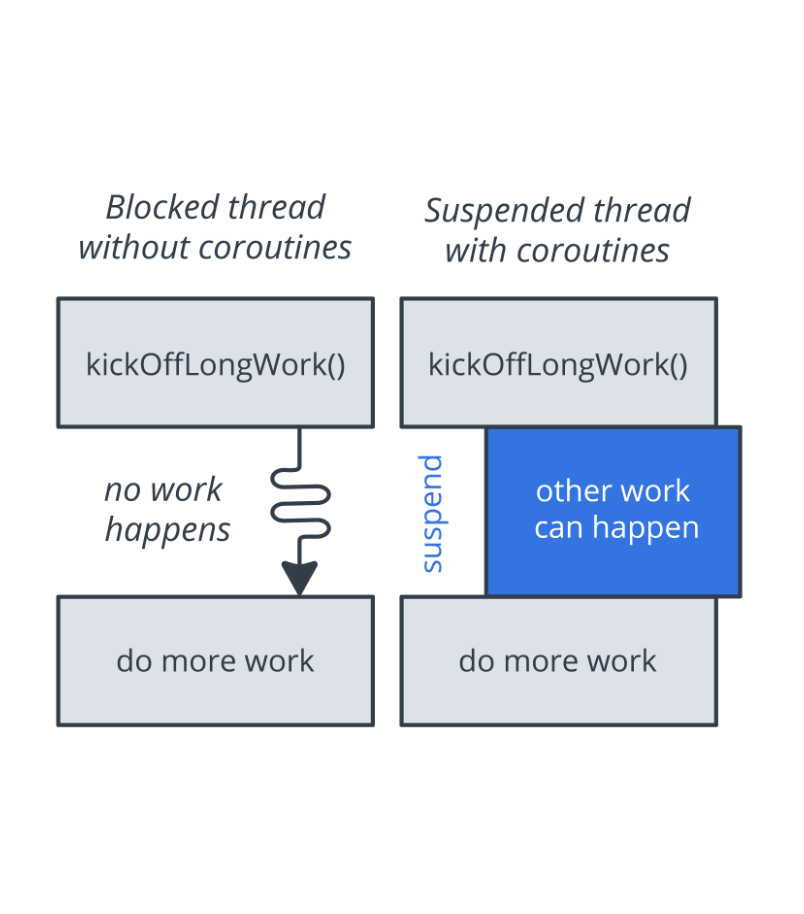 Blocked thread
without coroutines
kickOffLongWork()
no work
happens
do more work
Suspended thread
with coroutines
kickOffLongWork()
suspend
other work
can happen
do more work